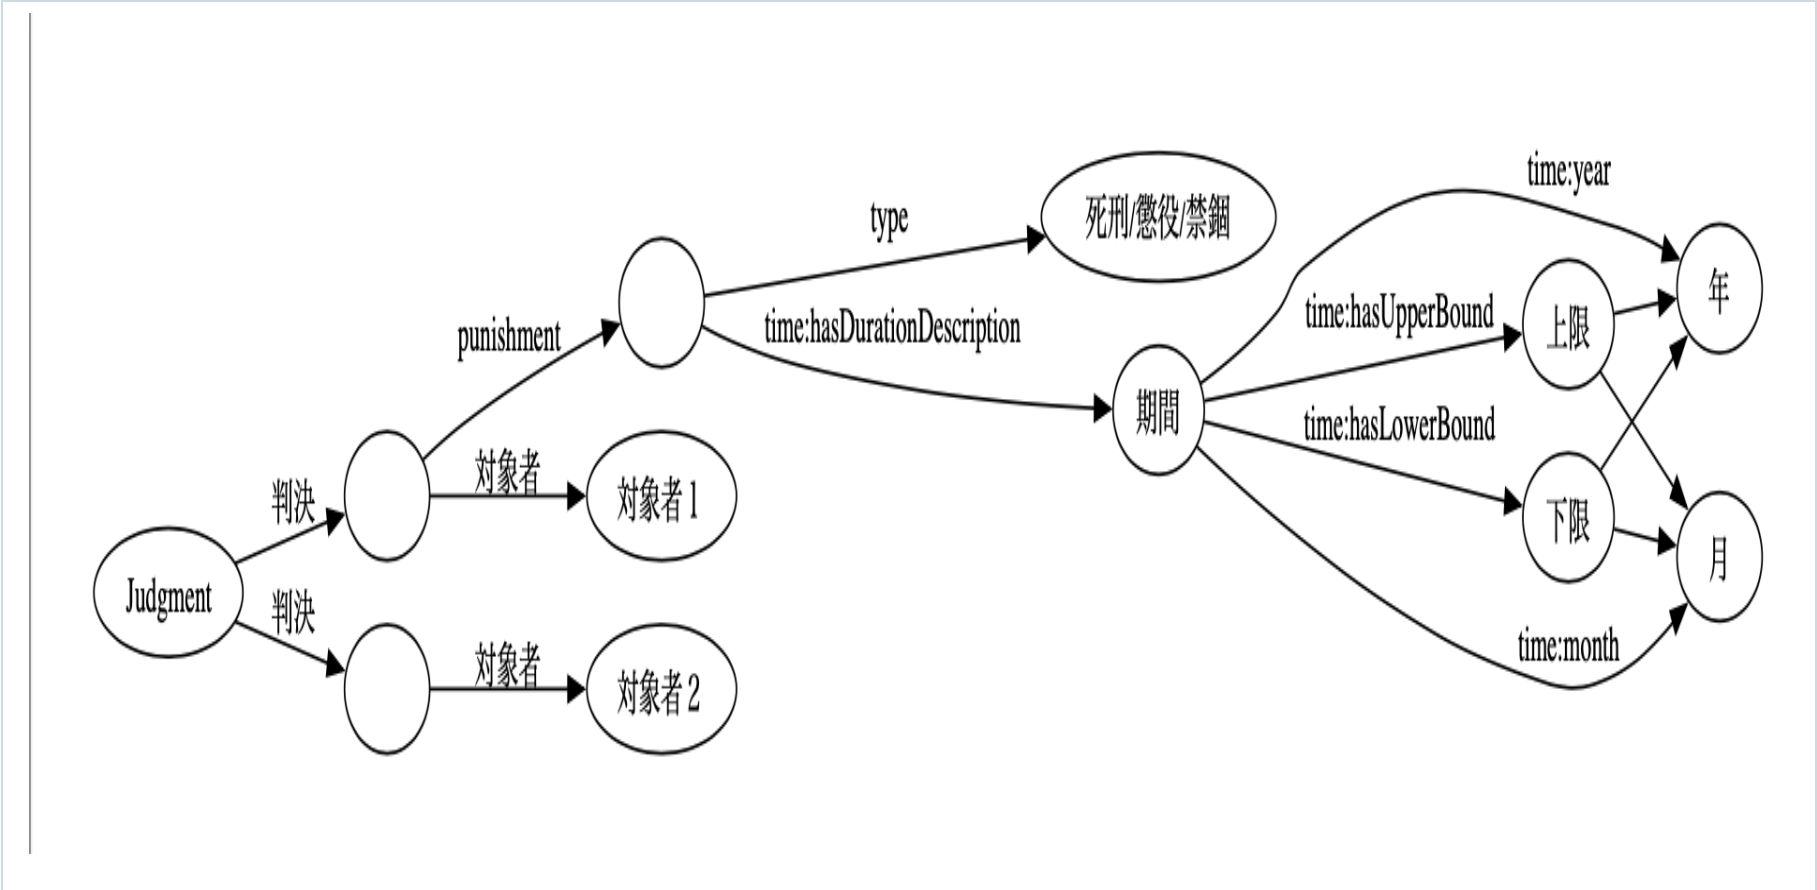 time:year
type
死刑/懲役/禁錮
年
time:hasUpperBound
上限
punishment
time:hasDurationDescription
期間
time:hasLowerBound
判決
対象者
対象者 1
下限
月
Judgment
判決
対象者
対象者 2
time:month